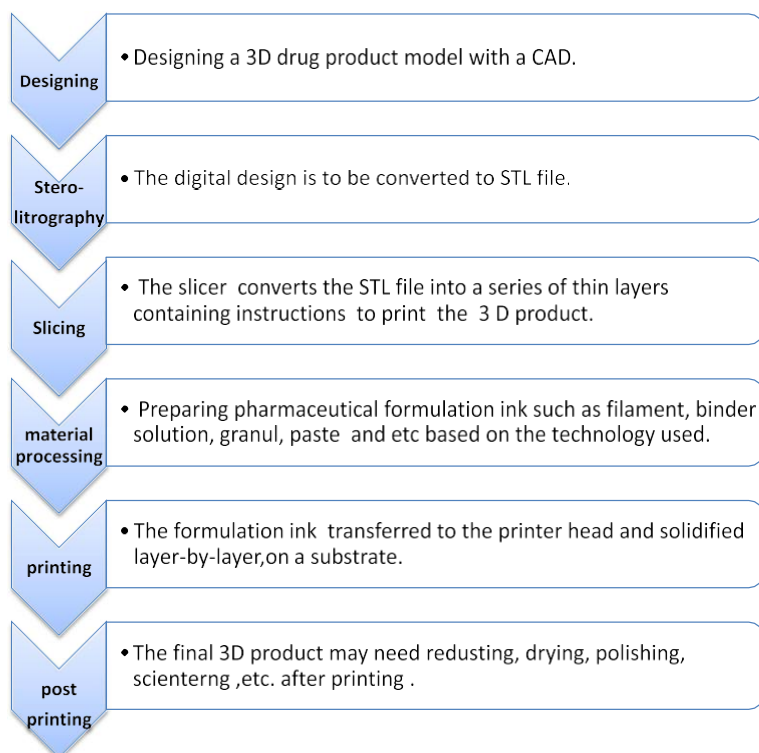 Designing
• Designing a 3D drug product model with a CAD.
Stero-
litrography
• The digital design is to be converted to STL file.
Slicing
• The slicer converts the STL file into a series of thin layers
containing instructions to print the 3 D product.
material
processing
• Preparing pharmaceutical formulation ink such as filament, binder
solution, granul, paste and etc based on the technology used.
printing
• The formulation ink transferred to the printer head and solidified
layer-by-layer,on a substrate.
post
printing
• The final 3D product may need redusting, drying, polishing,
scienterng ,etc. after printing .